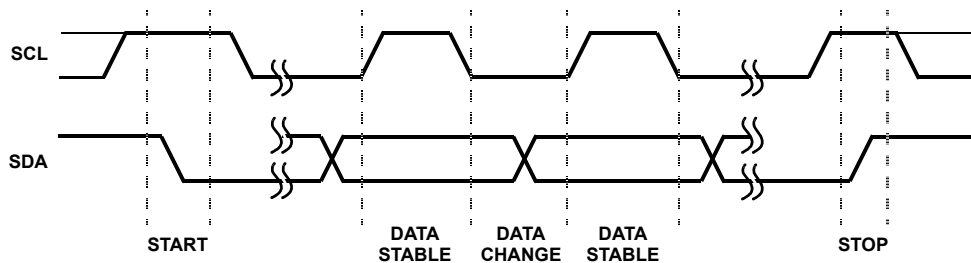 SCL
SDA
START
DATA
STABLE
DATA
CHANGE
DATA
STABLE
STOP